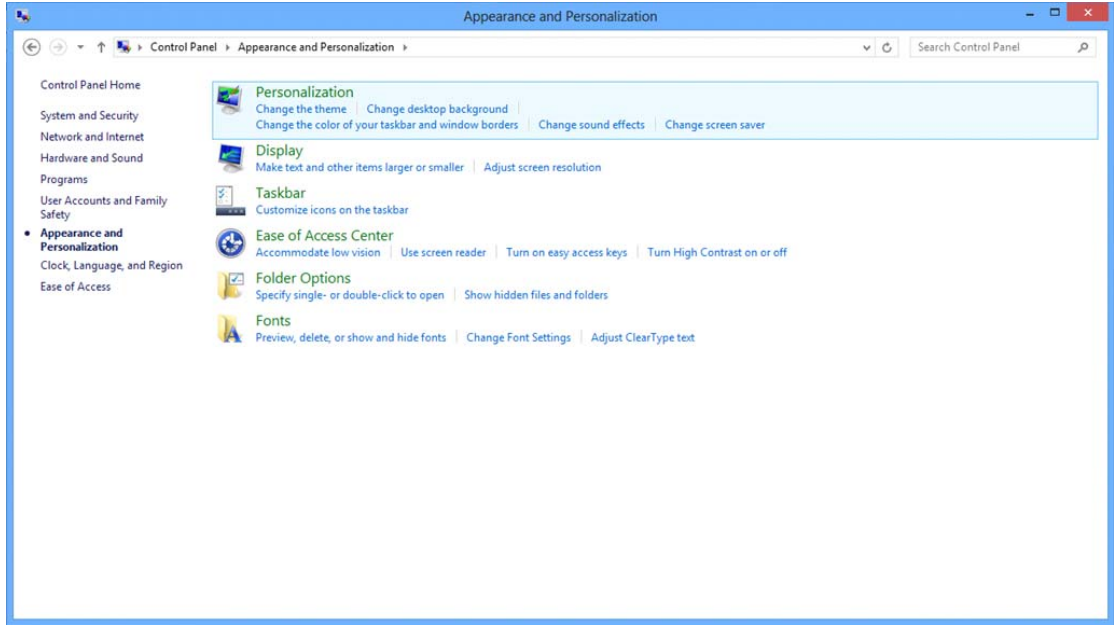 Appearance and Personalization
Control Panel Appearance and Personalization
Search Control Panel
Control Panel Home
System and Security
Network and Internet
Hardware and Sound
Programs
User Accounts and Family
Safety
Appearance and
Personalization
Clock, Language, and Region
Ease of Access
Personalization
Change the theme Change desktop background
Change the color of your taskbar and window borders Change sound effects Change screen saver
Display
Make text and other items larger or smaller Adjust screen resolution
Taskbar
Customize icons on the taskbar
Ease of Access Center
Accommodate low vision Use screen reader Turn on easy access keys Turn High Contrast on or off
Folder Options
Specify single- or double-click to open Show hidden files and folders
Fonts
Preview, delete, or show and hide fonts Change Font Settings Adjust ClearType text